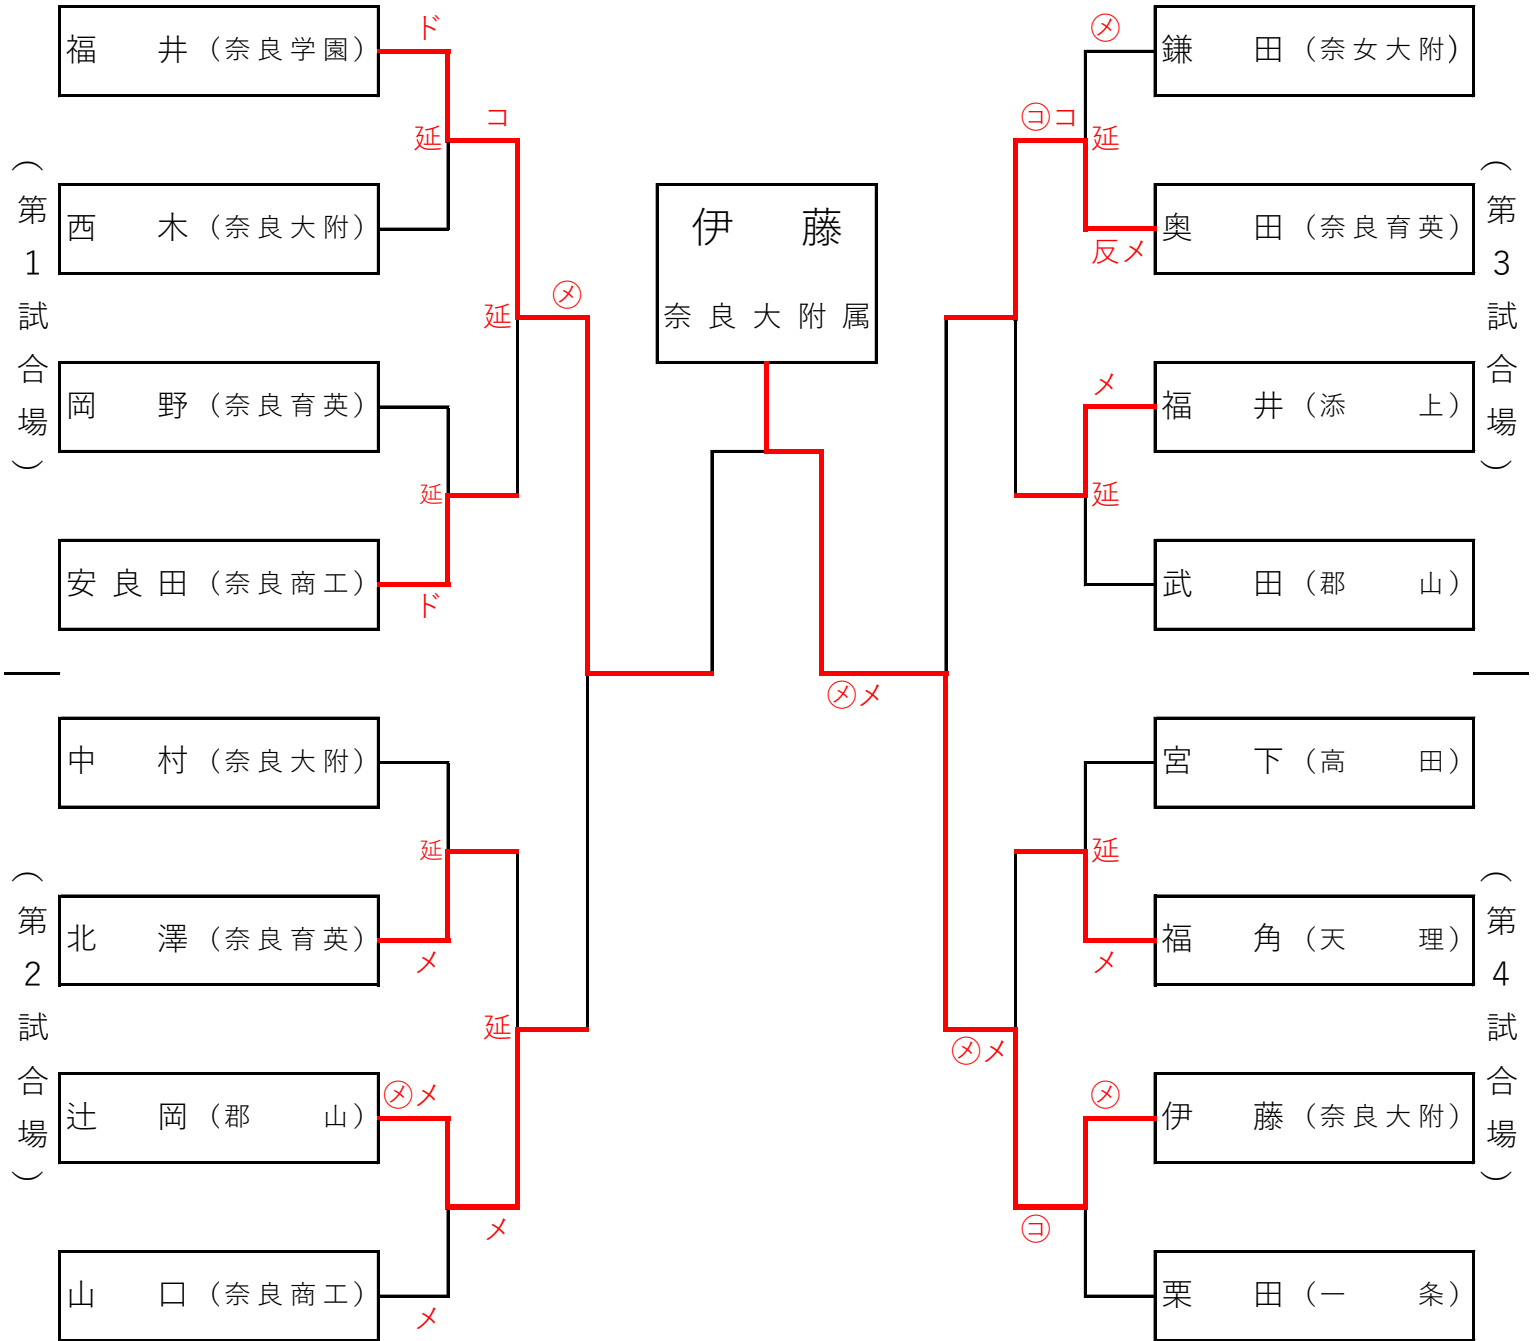 ド
福井（奈良学園）
コ
延
（第1試合場）
西木（奈良大附）
延
㋱
岡野（奈良育英）
延
安良田（奈良商工）
ド
中村（奈良大附）
延
（第2試合場）
北澤（奈良育英）
メ
延
㋱メ
辻岡（郡山）
メ
山口（奈良商工）
メ
伊藤
奈良大附属
㋱メ
㋱
鎌田（奈女大附）
㋙コ
延
（第3試合場）
奥田（奈良育英）
反メ
メ
福井（添上）
延
武田（郡山）
宮下（高田）
延
（第4試合場）
福角（天理）
メ
㋱メ
㋱
伊藤（奈良大附）
㋙
栗田（一条）